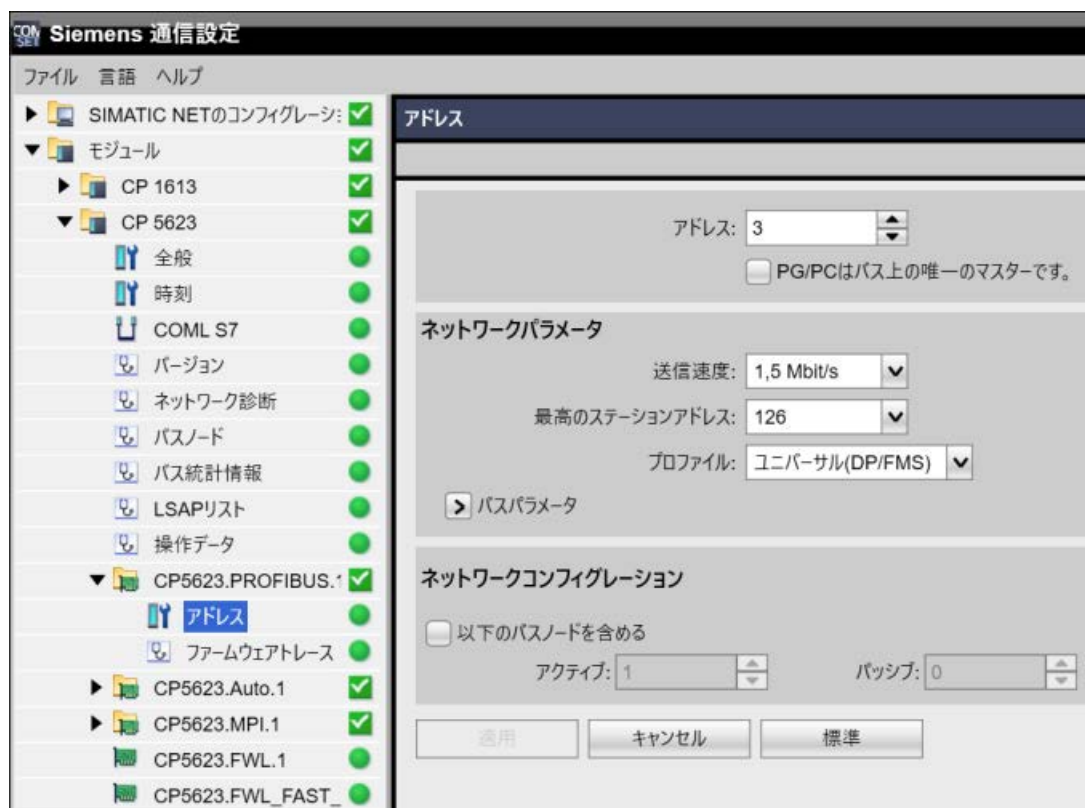 Siemens 通信設定
ファイル 言語 ヘルプ
SIMATIC NETのコンフィグレーシ
モジュール
CP 1613
CP 5623
全般
時刻
COML S7
バージョン
ネットワーク診断
バスノード
バス統計情報
LSAPリスト
操作データ
CP5623.PROFIBUS.1
アドレス
ファームウェアトレース
CP5623.Auto.1
CP5623.MPI.1
CP5623.FWL.1
CP5623.FWL_FAST_
アドレス
アドレス: 3
PG/PCはバス上の唯一のマスターです。
ネットワークパラメータ
送信速度: 1,5 Mbit/s
最高のステーションアドレス: 126
プロファイル: ユニバーサル(DP/FMS)
バスパラメータ
ネットワークコンフィグレーション
以下のバスノードを含める
アクティブ: 1 パッシブ: 0
適用 キャンセル 標準